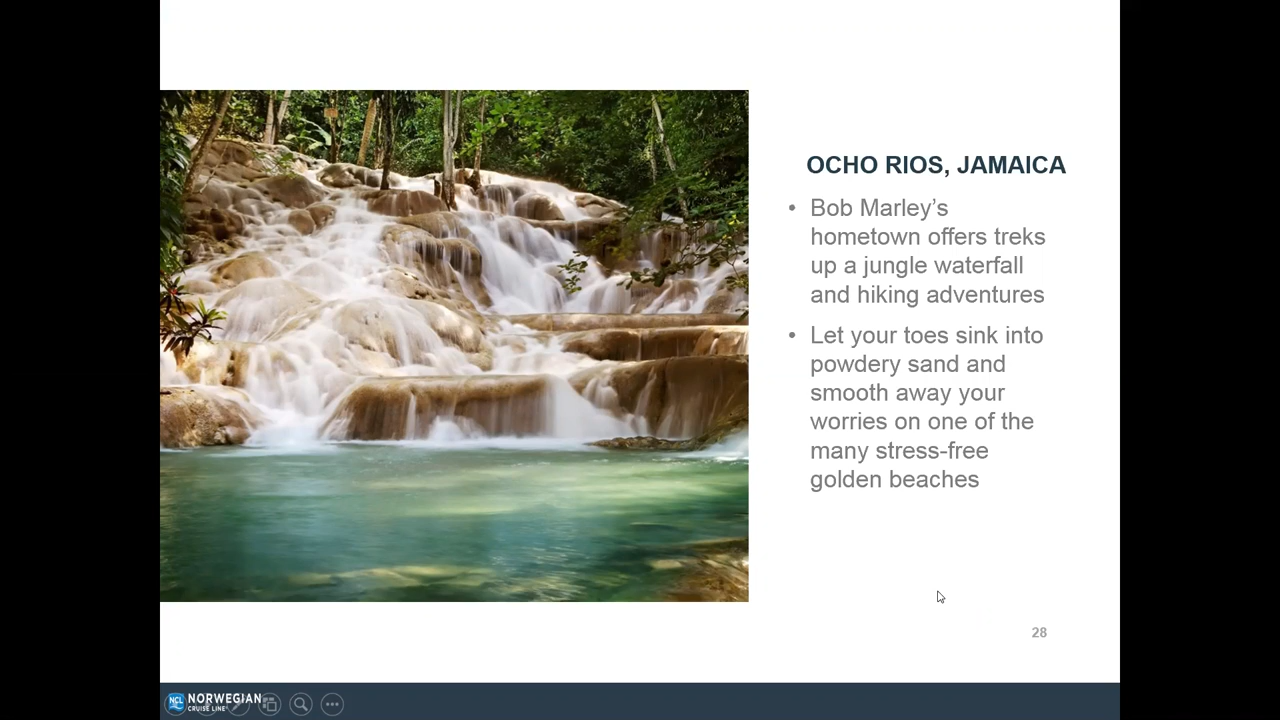 OCHO RIOS, JAMAICA
• Bob Marley’s
hometown offers treks
up a jungle waterfall
and hiking adventures
• Let your toes sink into
powdery sand and
smooth away your
worries on one of the
many stress-free
golden beaches
28
NCL NORWEGIAN
CRUISE LINE